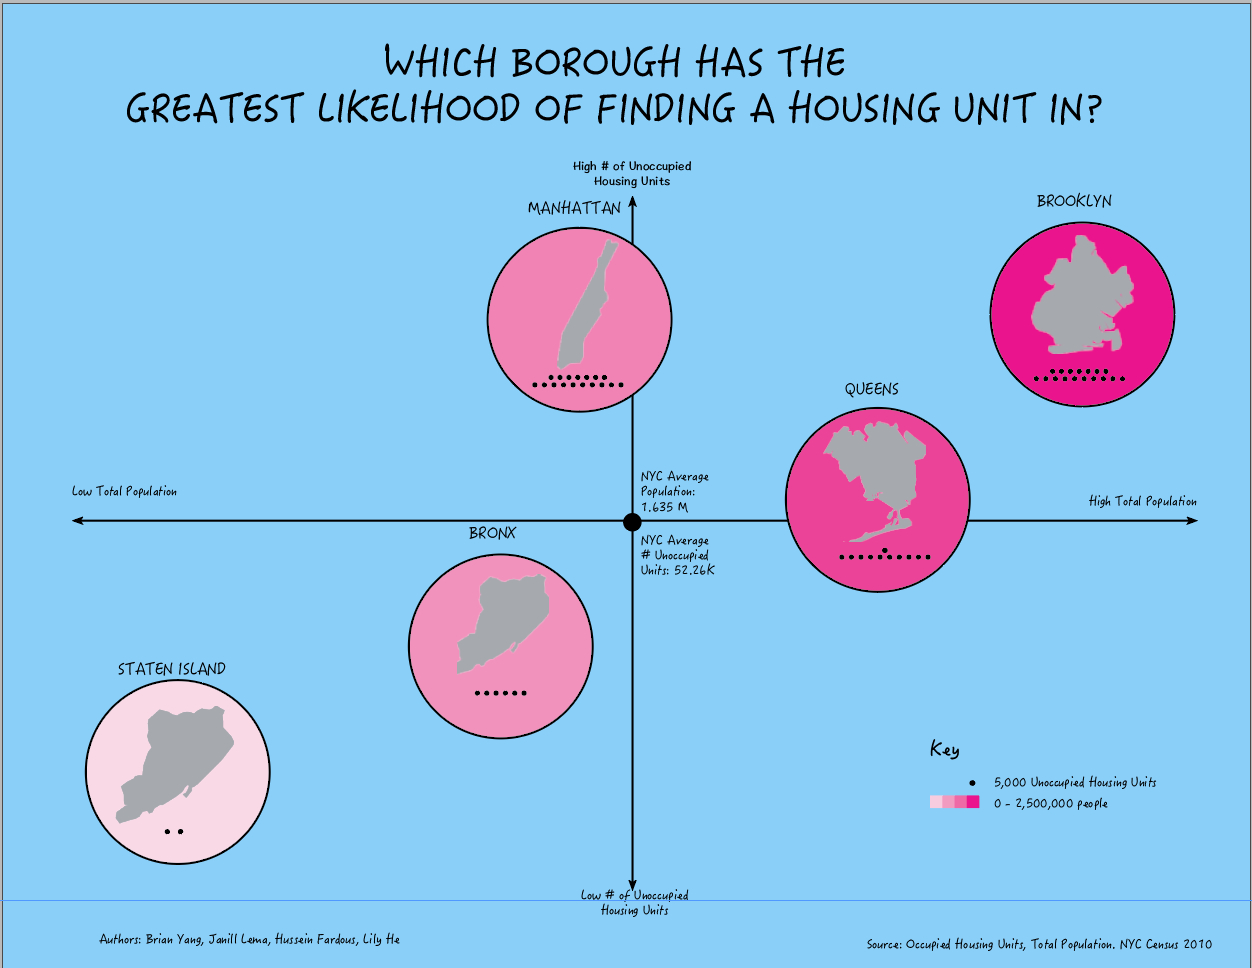 WHICH BOROUGH HAS THE
GREATEST LIKELIHOOD OF FINDING A HOUSING UNIT IN?
High # of Unoccupied
Housing Units
MANHATTAN
BROOKLYN
QUEENS
NYC Average
Population:
1.635 M
Low Total Population
High Total Population
BRONX
NYC Average
# Unoccupied
Units: 52.26K
STATEN ISLAND
Key
5,000 Unoccupied Housing Units
0 - 2,500,000 people
Low # of Unoccupied
Housing Units
Authors: Brian Yang, Janill Lema, Hussein Fardous, Lily He
Source: Occupied Housing Units, Total Population. NYC Census 2010